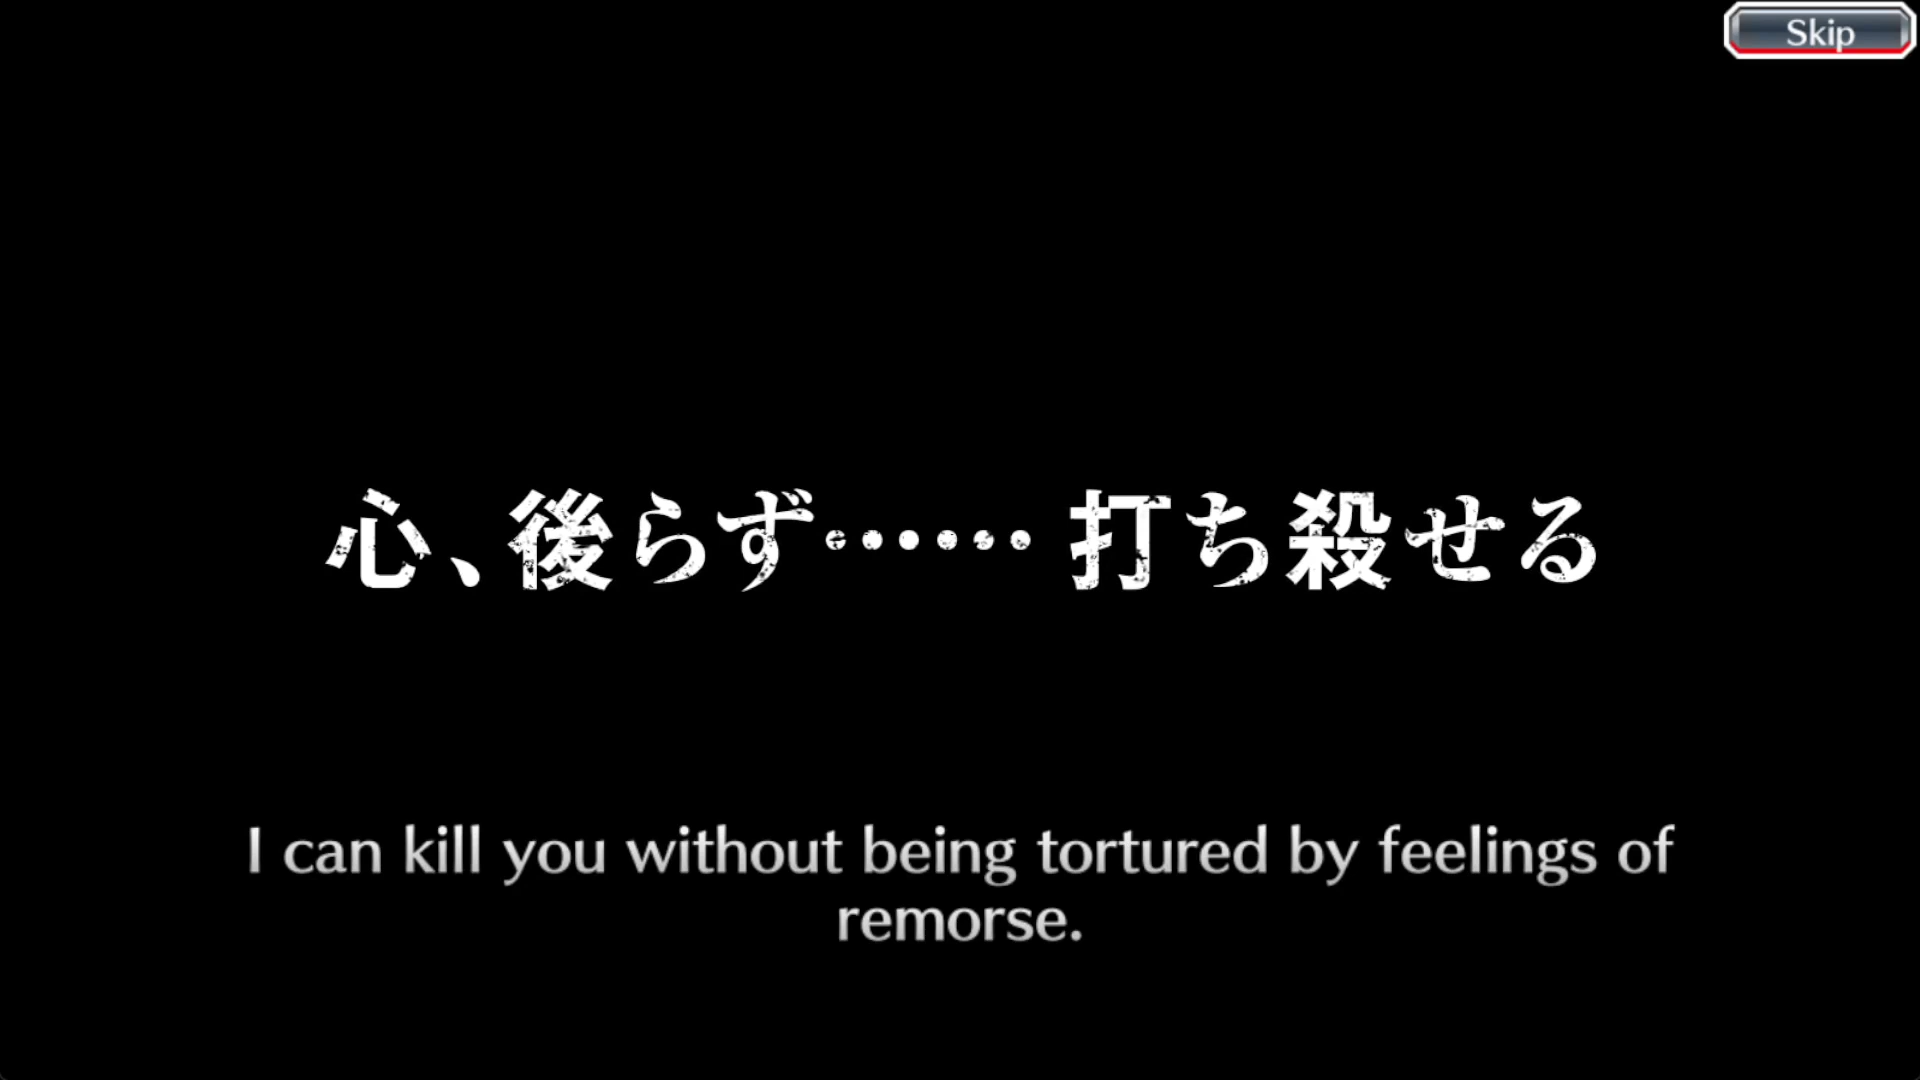 Skip
心、後らず…… 打ち殺せる
I can kill you without being tortured by feelings of
remorse.